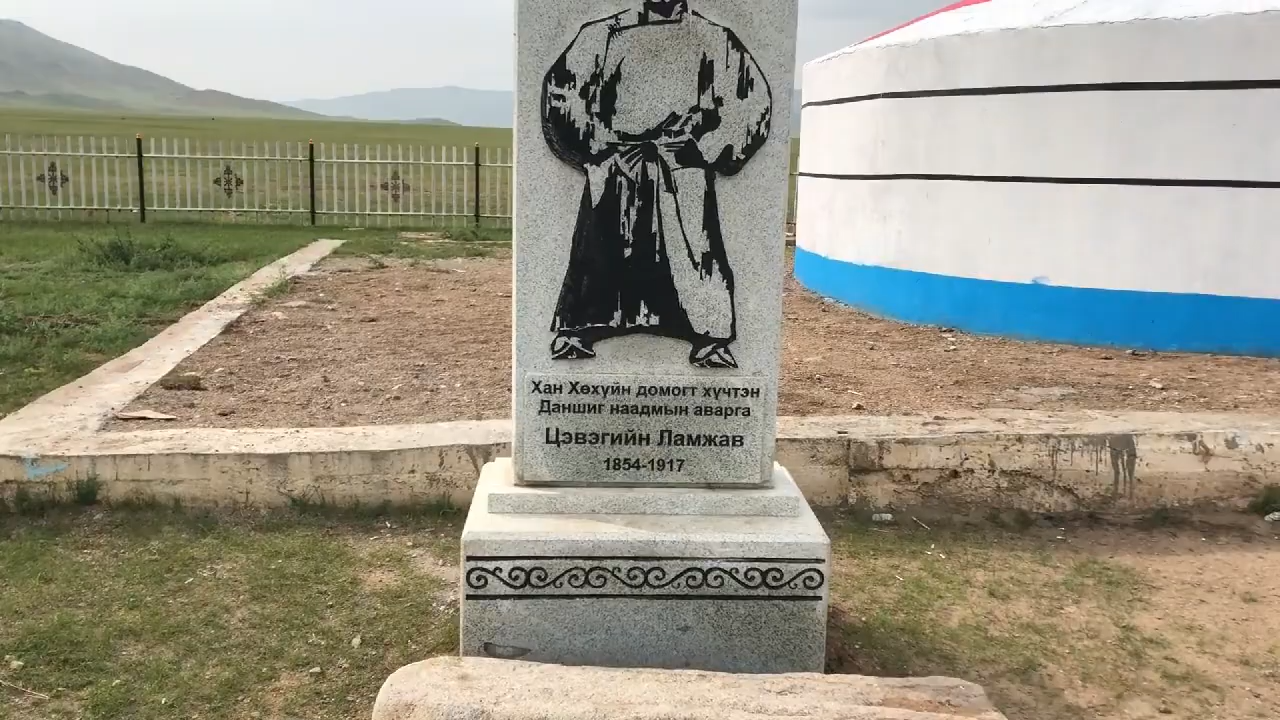 Хан Хөхүйн домогт хүчтэн
Даншиг наадмын аварга
Цэвэгийн Ламжав
1854-1917